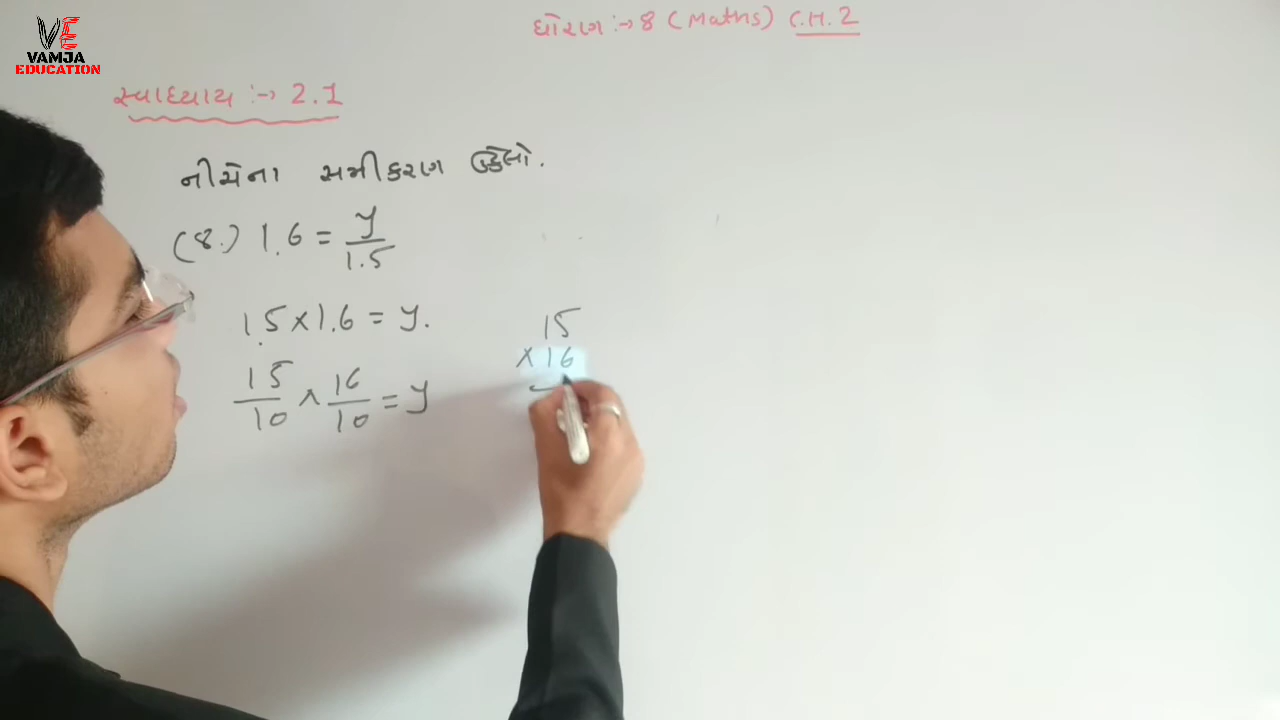 VE
VAMJA
EDUCATION
ધોરણ :→ 8 (Maths) C.H.2
સ્વાધ્યાય :→ 2.1
નીચેના સમીકરણ ઉકેલો.
(8.) 1.6 = y/1.5
1.5 × 1.6 = y.
15/10 × 16/10 = y
15
× 16